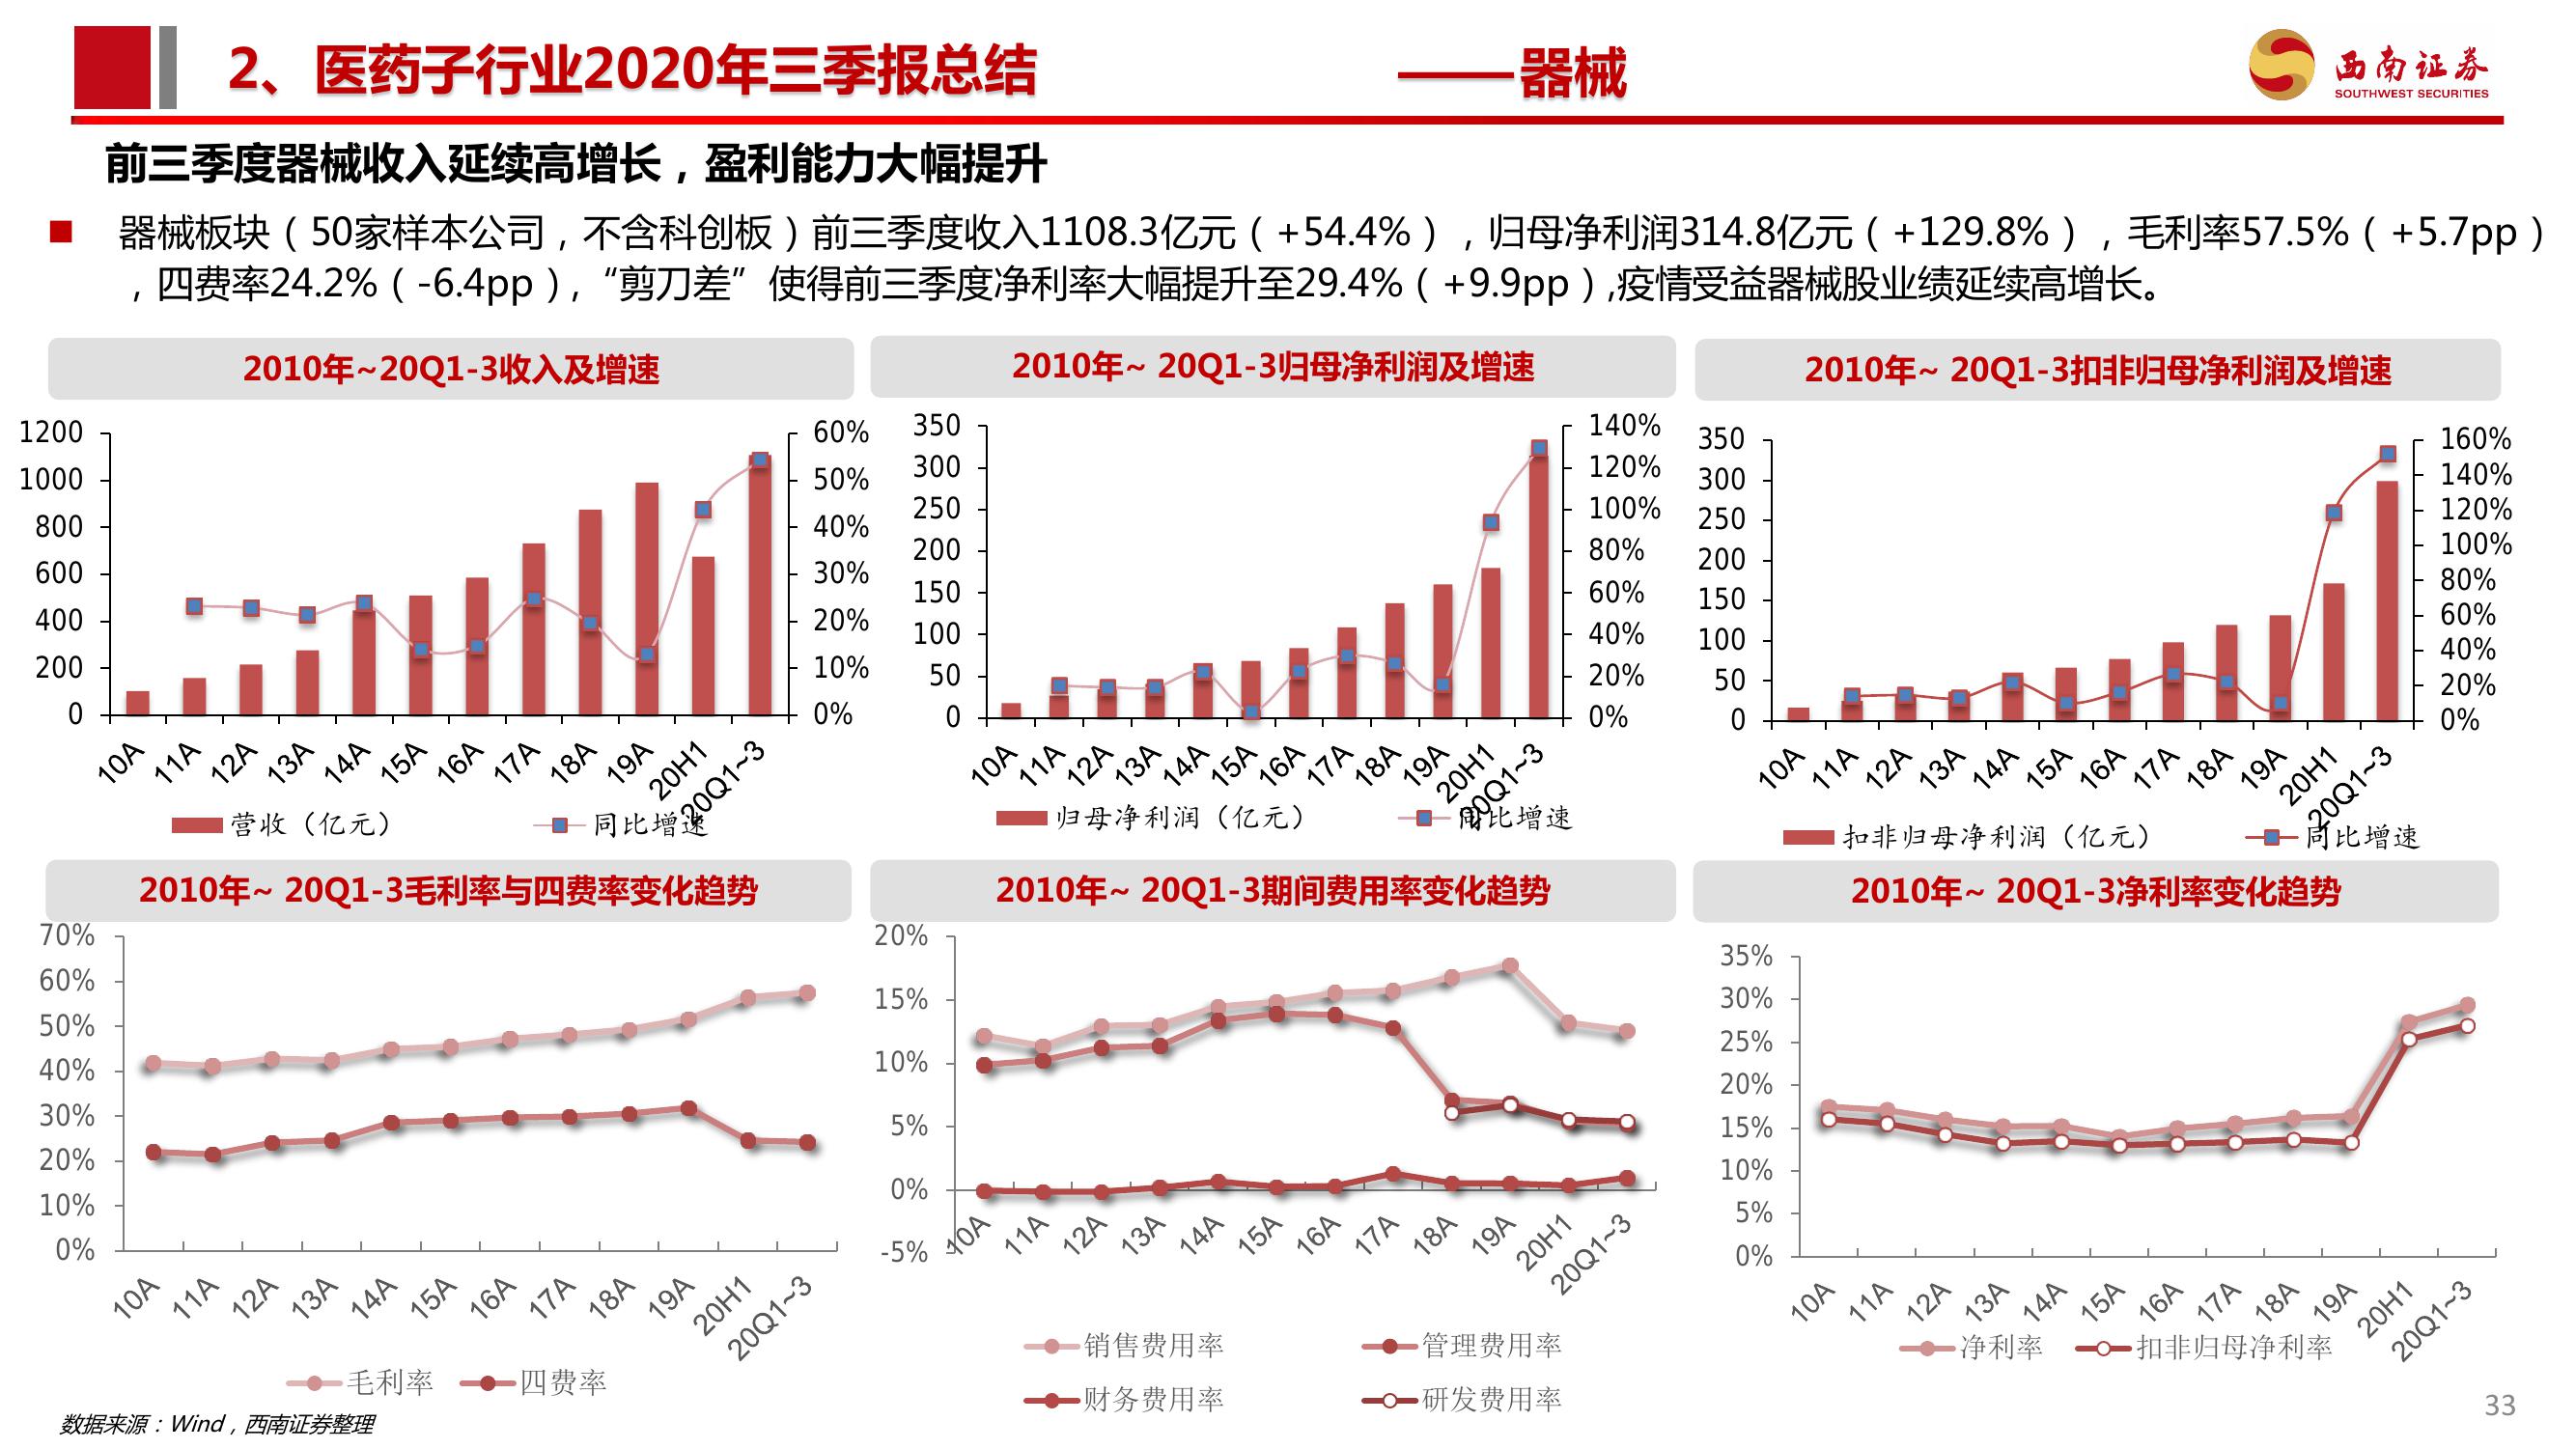 2、医药子行业2020年三季报总结 ——器械
西南证券
SOUTHWEST SECURITIES
前三季度器械收入延续高增长，盈利能力大幅提升
器械板块（50家样本公司，不含科创板）前三季度收入1108.3亿元（+54.4%），归母净利润314.8亿元（+129.8%），毛利率57.5%（+5.7pp）
，四费率24.2%（-6.4pp），“剪刀差”使得前三季度净利率大幅提升至29.4%（+9.9pp）,疫情受益器械股业绩延续高增长。
2010年~20Q1-3收入及增速
1200 1000 800 600 400 200 0
60% 50% 40% 30% 20% 10% 0%
10A 11A 12A 13A 14A 15A 16A 17A 18A 19A 20H1 20Q1~3
营收（亿元） 同比增速
2010年~ 20Q1-3归母净利润及增速
350 300 250 200 150 100 50 0
140% 120% 100% 80% 60% 40% 20% 0%
10A 11A 12A 13A 14A 15A 16A 17A 18A 19A 20H1 20Q1~3
归母净利润（亿元） 同比增速
2010年~ 20Q1-3扣非归母净利润及增速
350 300 250 200 150 100 50 0
160% 140% 120% 100% 80% 60% 40% 20% 0%
10A 11A 12A 13A 14A 15A 16A 17A 18A 19A 20H1 20Q1~3
扣非归母净利润（亿元） 同比增速
2010年~ 20Q1-3毛利率与四费率变化趋势
70% 60% 50% 40% 30% 20% 10% 0%
10A 11A 12A 13A 14A 15A 16A 17A 18A 19A 20H1 20Q1~3
毛利率 四费率
2010年~ 20Q1-3期间费用率变化趋势
20% 15% 10% 5% 0% -5%
10A 11A 12A 13A 14A 15A 16A 17A 18A 19A 20H1 20Q1~3
销售费用率 管理费用率
财务费用率 研发费用率
2010年~ 20Q1-3净利率变化趋势
35% 30% 25% 20% 15% 10% 5% 0%
10A 11A 12A 13A 14A 15A 16A 17A 18A 19A 20H1 20Q1~3
净利率 扣非归母净利率
数据来源：Wind，西南证券整理
33